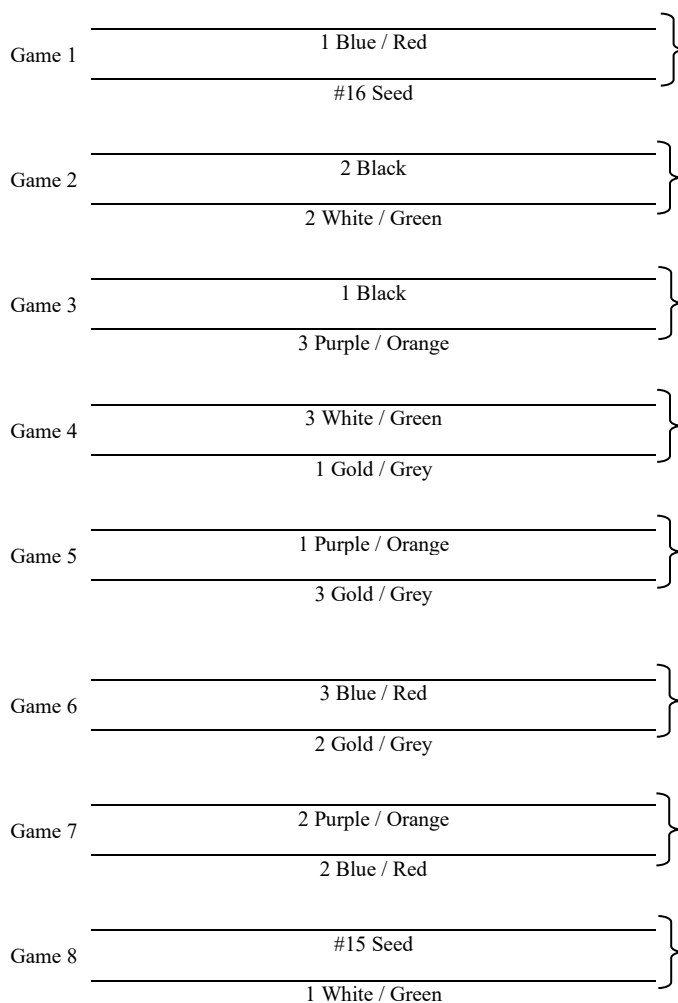 1 Blue / Red
Game 1
#16 Seed
2 Black
Game 2
2 White / Green
1 Black
Game 3
3 Purple / Orange
3 White / Green
Game 4
1 Gold / Grey
1 Purple / Orange
Game 5
3 Gold / Grey
3 Blue / Red
Game 6
2 Gold / Grey
2 Purple / Orange
Game 7
2 Blue / Red
#15 Seed
Game 8
1 White / Green